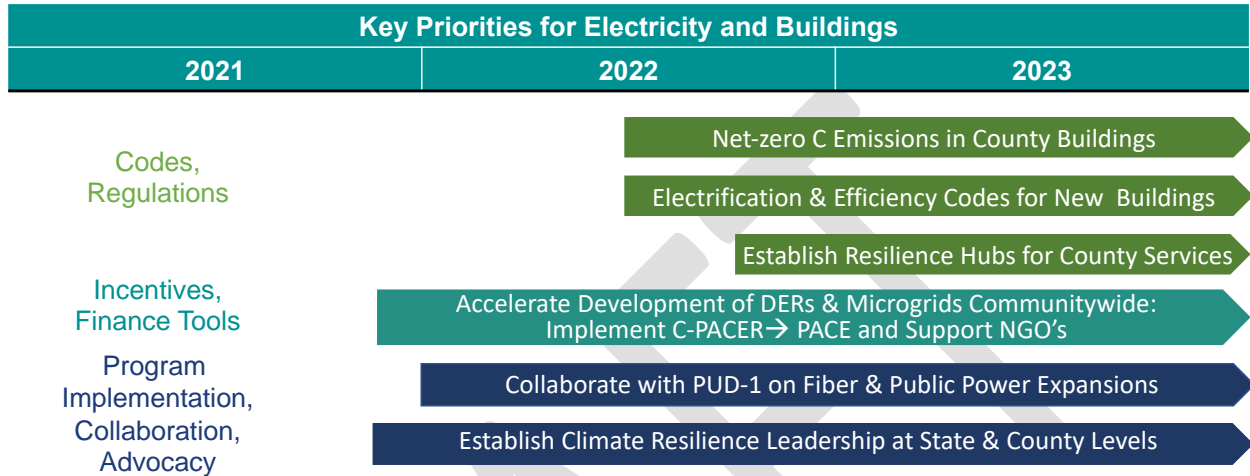 Key Priorities for Electricity and Buildings
2021 2022 2023
Codes,
Regulations
Net-zero C Emissions in County Buildings
Electrification & Efficiency Codes for New Buildings
Establish Resilience Hubs for County Services
Incentives,
Finance Tools
Accelerate Development of DERs & Microgrids Communitywide:
Implement C-PACER→ PACE and Support NGO's
Program
Implementation,
Collaboration,
Advocacy
Collaborate with PUD-1 on Fiber & Public Power Expansions
Establish Climate Resilience Leadership at State & County Levels